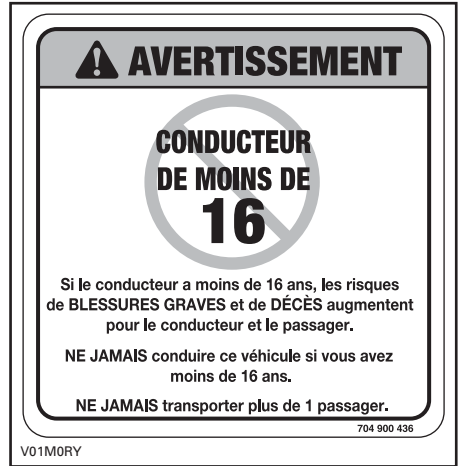 AVERTISSEMENT
CONDUCTEUR
DE MOINS DE
16
Si le conducteur a moins de 16 ans, les risques
de BLESSURES GRAVES et de DÉCÈS augmentent
pour le conducteur et le passager.
NE JAMAIS conduire ce véhicule si vous avez
moins de 16 ans.
NE JAMAIS transporter plus de 1 passager.
704 900 436
V01M0RY